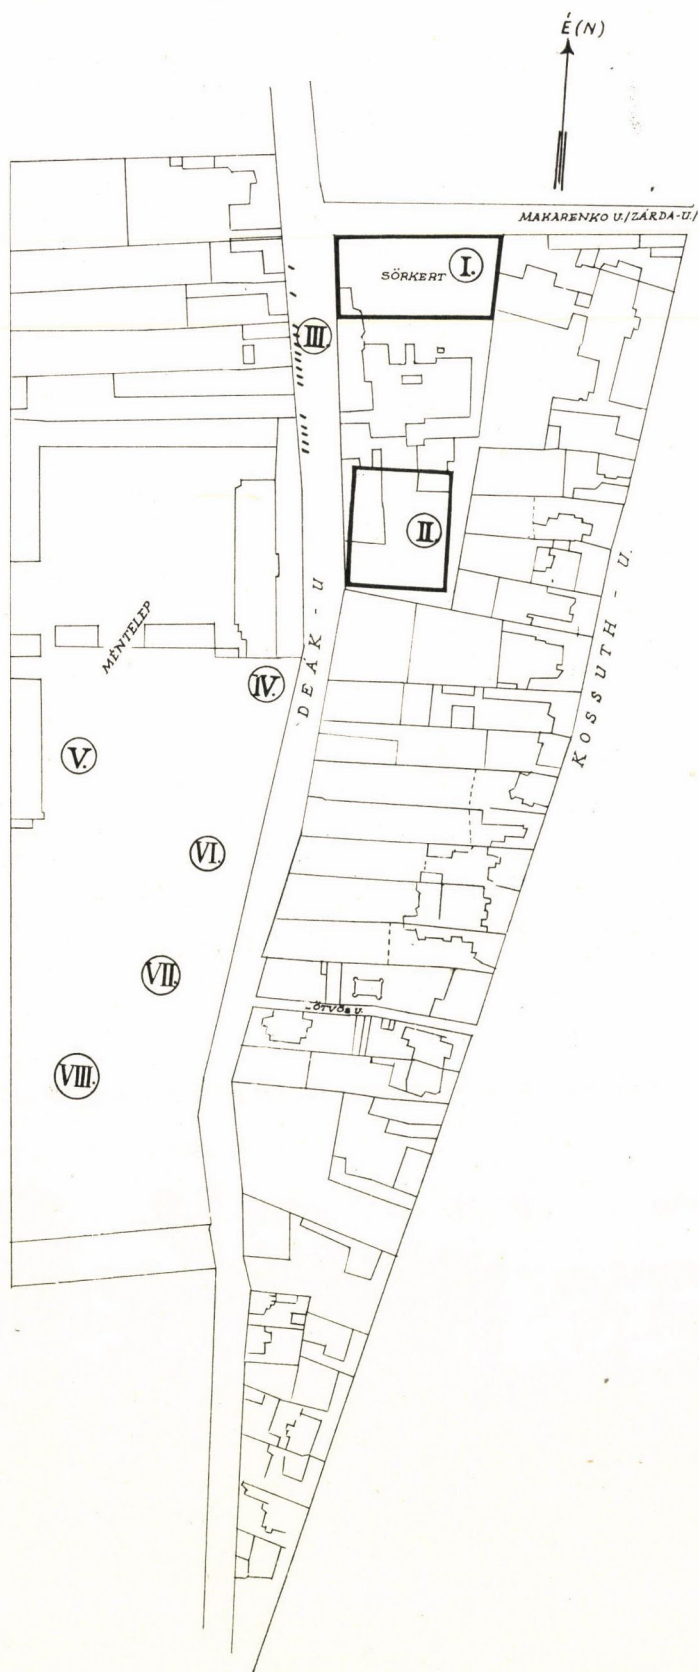 É(N)
MAKARENKO U./ZÁRDA-U./
SÖRKERT I.
III.
II.
DEÁK - U
KOSSUTH - U.
MÉNTELEP
IV.
V.
VI.
VII.
ÖTVÖS U.
VIII.